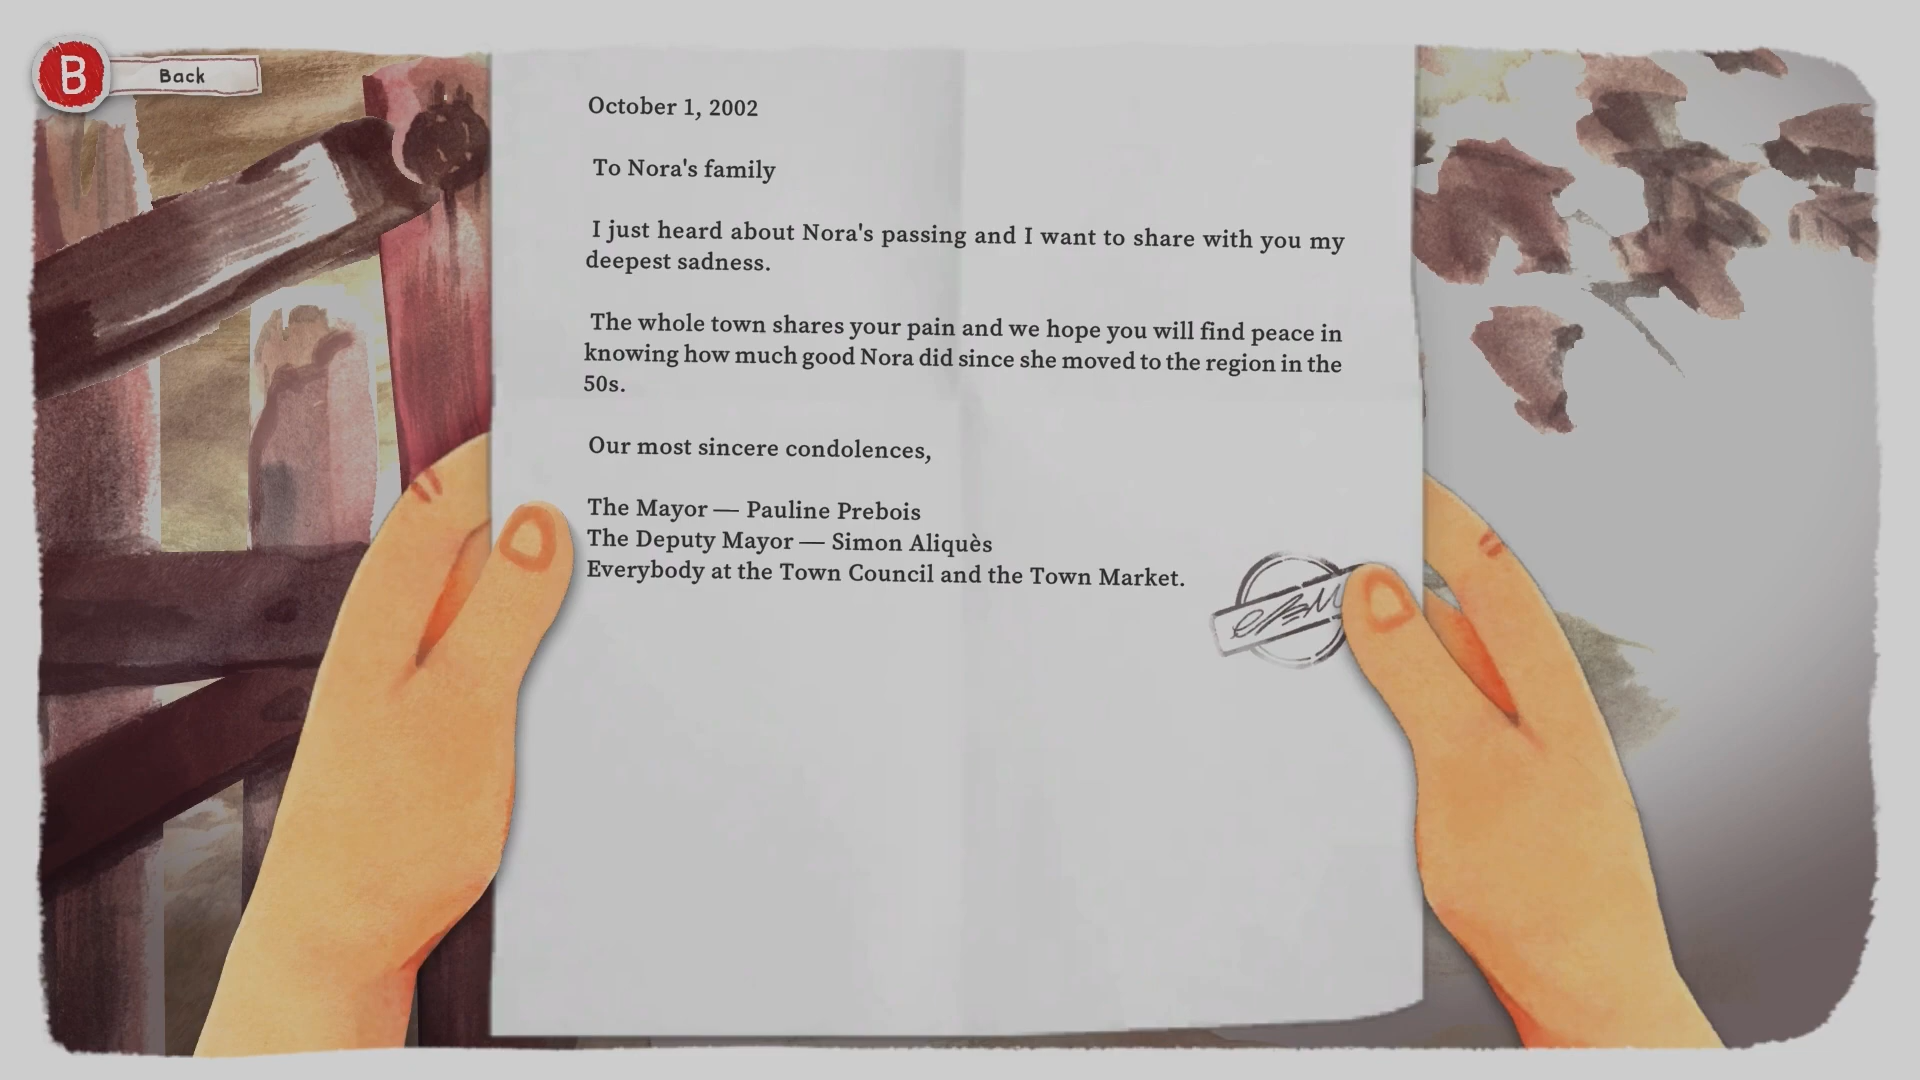 B
Back
October 1, 2002
To Nora's family
I just heard about Nora's passing and I want to share with you my
deepest sadness.
The whole town shares your pain and we hope you will find peace in
knowing how much good Nora did since she moved to the region in the
50s.
Our most sincere condolences,
The Mayor — Pauline Prebois
The Deputy Mayor — Simon Aliquès
Everybody at the Town Council and the Town Market.